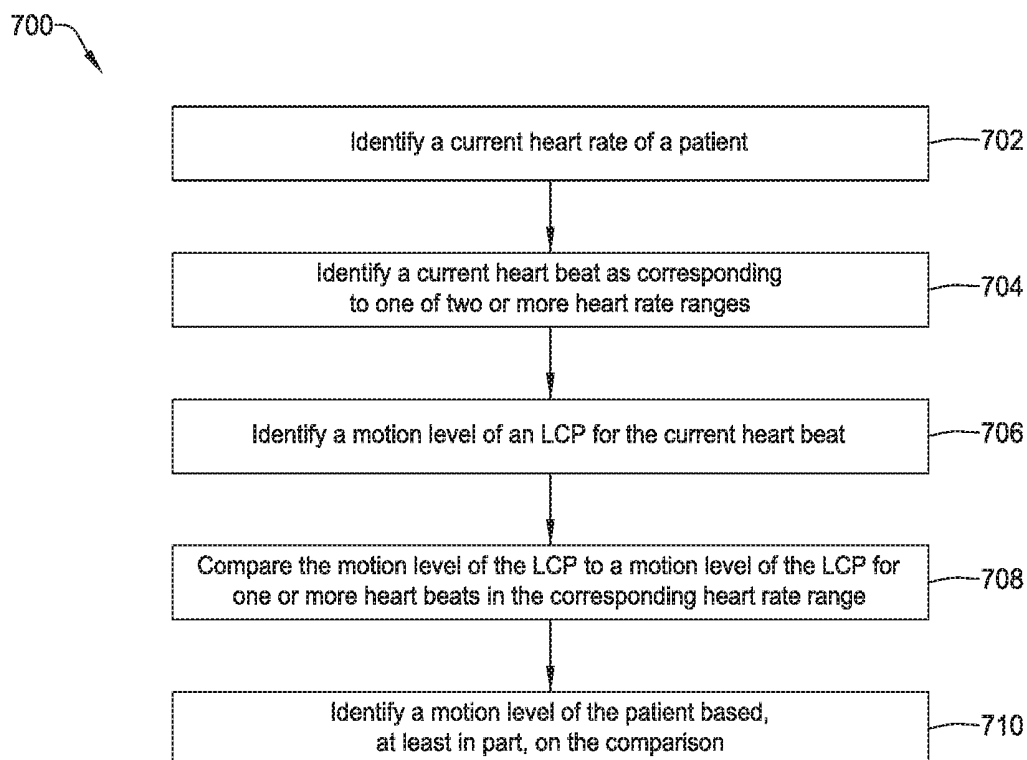 700
Identify a current heart rate of a patient
702
Identify a current heart beat as corresponding
to one of two or more heart rate ranges
704
Identify a motion level of an LCP for the current heart beat
706
Compare the motion level of the LCP to a motion level of the LCP for
one or more heart beats in the corresponding heart rate range
708
Identify a motion level of the patient based,
at least in part, on the comparison
710